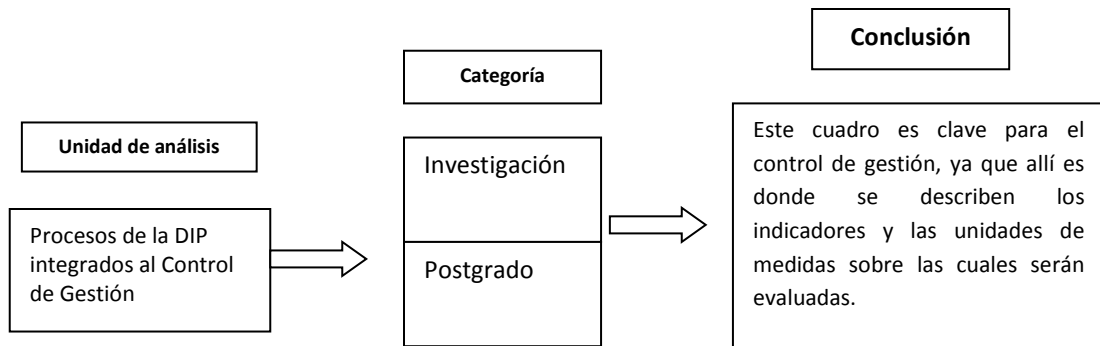 Unidad de análisis
Procesos de la DIP
integrados al Control
de Gestión
Categoría
Investigación
Postgrado
Conclusión
Este cuadro es clave para el
control de gestión, ya que allí es
donde se describen los
indicadores y las unidades de
medidas sobre las cuales serán
evaluadas.